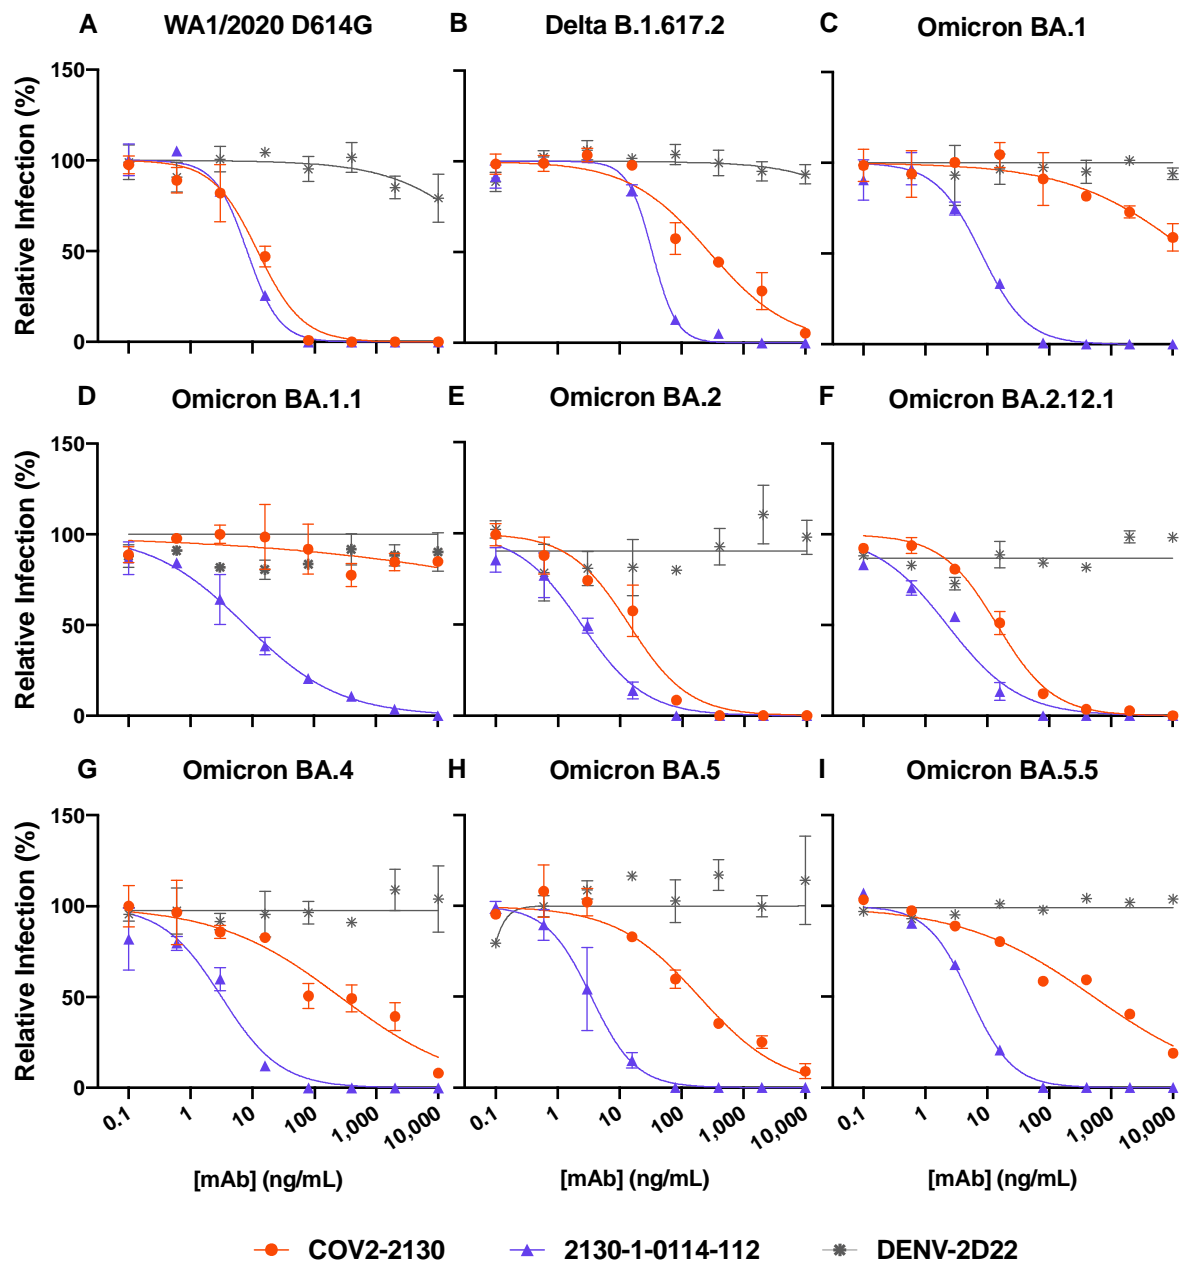 A WA1/2020 D614G
B Delta B.1.617.2
C Omicron BA.1
Relative Infection (%)
150
100
50
0
D Omicron BA.1.1
E Omicron BA.2
F Omicron BA.2.12.1
Relative Infection (%)
150
100
50
0
G Omicron BA.4
H Omicron BA.5
I Omicron BA.5.5
Relative Infection (%)
150
100
50
0
0.1 1 10 100 1,000 10,000
0.1 1 10 100 1,000 10,000
0.1 1 10 100 1,000 10,000
[mAb] (ng/mL)
[mAb] (ng/mL)
[mAb] (ng/mL)
COV2-2130 2130-1-0114-112 DENV-2D22